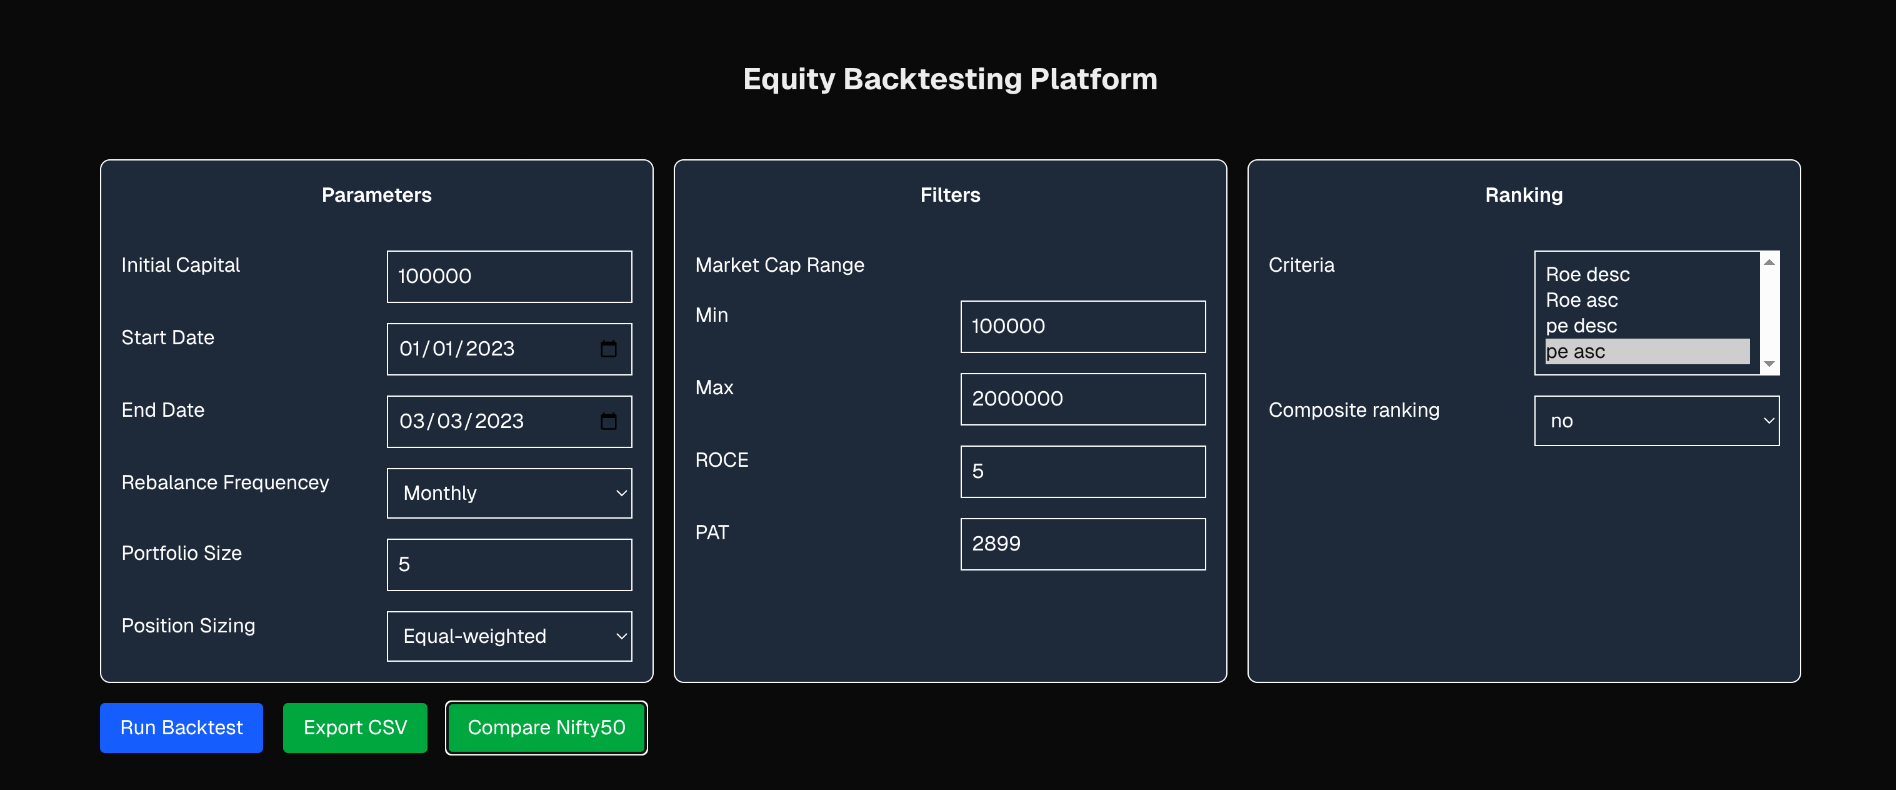 Equity Backtesting Platform
Parameters
Initial Capital
100000
Start Date
01/01/2023
End Date
03/03/2023
Rebalance Frequencey
Monthly
Portfolio Size
5
Position Sizing
Equal-weighted
Filters
Market Cap Range
Min
100000
Max
2000000
ROCE
5
PAT
2899
Ranking
Criteria
Roe desc
Roe asc
pe desc
pe asc
Composite ranking
no
Run Backtest
Export CSV
Compare Nifty50